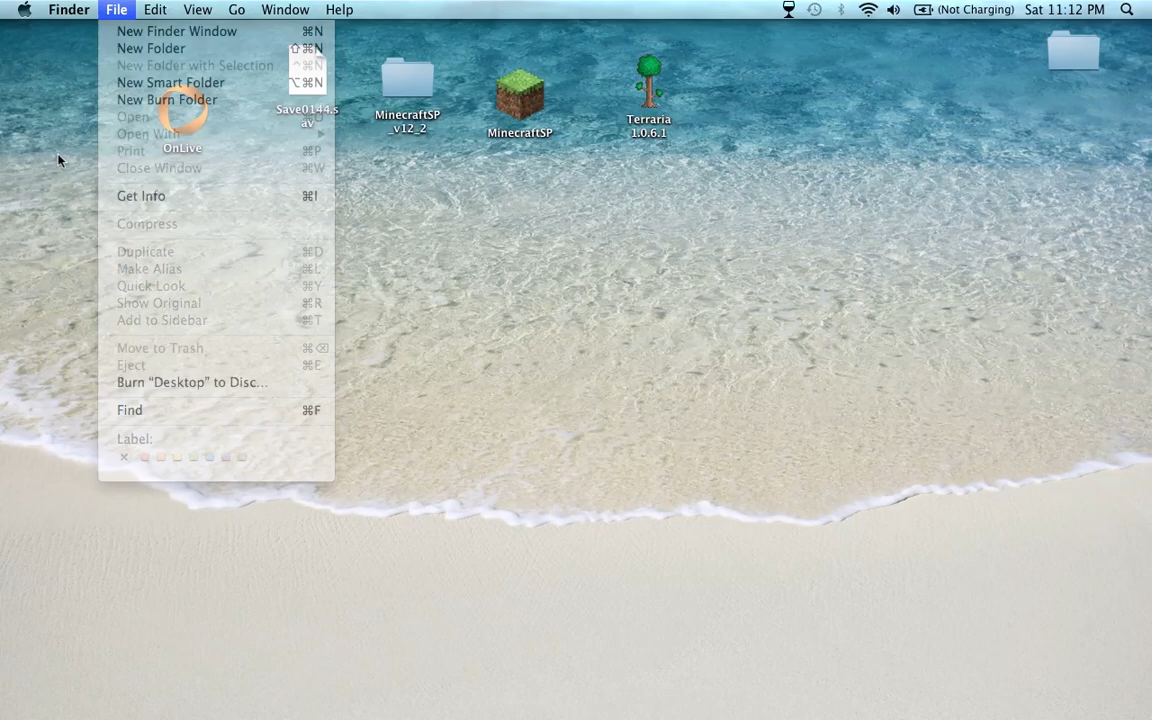 Finder File Edit View Go Window Help (Not Charging) Sat 11:12 PM
New Finder Window ⌘N
New Folder ⇧⌘N
New Folder with Selection ^⌘N
New Smart Folder ⌥⌘N
New Burn Folder
Open
Open With ▶
Print ⌘P
Close Window ⌘W
Get Info ⌘I
Compress
Duplicate ⌘D
Make Alias ⌘L
Quick Look ⌘Y
Show Original ⌘R
Add to Sidebar ⌘T
Move to Trash ⌘⌫
Eject ⌘E
Burn “Desktop” to Disc...
Find ⌘F
Label:
OnLive
Save0144.s
av
MinecraftSP
_v12_2
MinecraftSP
Terraria
1.0.6.1